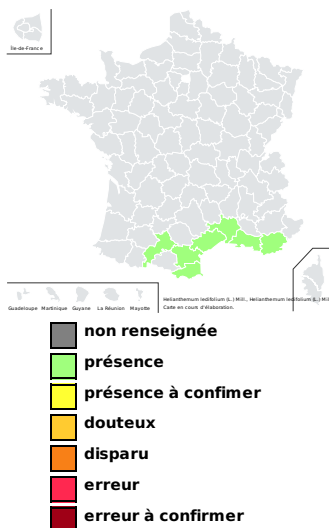 Île-de-France
Guadeloupe Martinique Guyane La Réunion Mayotte
Helianthemum ledifolium (L.) Mill., Helianthemum ledifolium (L.) Mill
Carte en cours d'élaboration.
non renseignée
présence
présence à confimer
douteux
disparu
erreur
erreur à confirmer